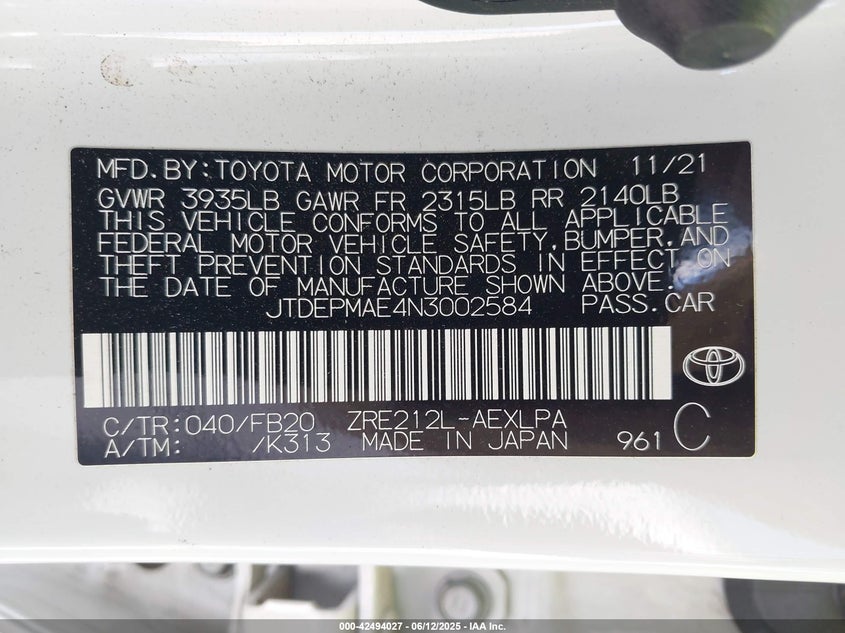 MFD. BY: TOYOTA MOTOR CORPORATION 11/21
GVWR 3935LB GAWR FR 2315LB RR 2140LB
THIS VEHICLE CONFORMS TO ALL APPLICABLE
FEDERAL MOTOR VEHICLE SAFETY, BUMPER, AND
THEFT PREVENTION STANDARDS IN EFFECT ON
THE DATE OF MANUFACTURE SHOWN ABOVE.
JTDEPMAE4N3002584 PASS. CAR
C/TR: 040/FB20 ZRE212L-AEXLPA
A/TM: /K313 MADE IN JAPAN 961 C
000-42494027 - 06/12/2025 - IAA Inc.